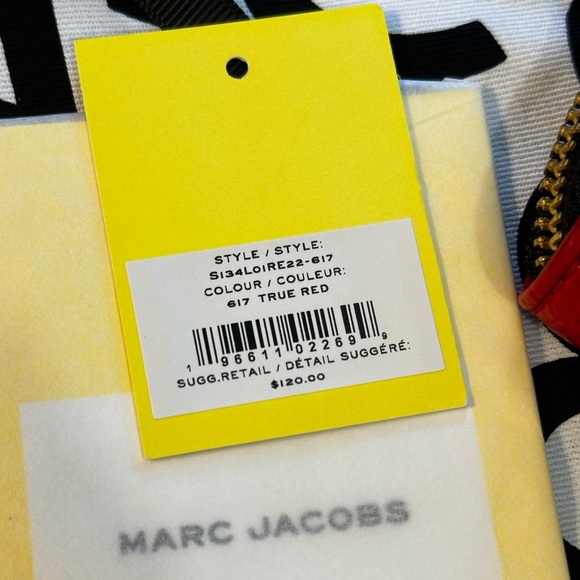 STYLE / STYLE:
S134L01RE22-617
COLOUR / COULEUR:
617 TRUE RED
1 96611 02269 9
SUGG.RETAIL / DÉTAIL SUGGÉRÉ:
$120.00
MARC JACOBS